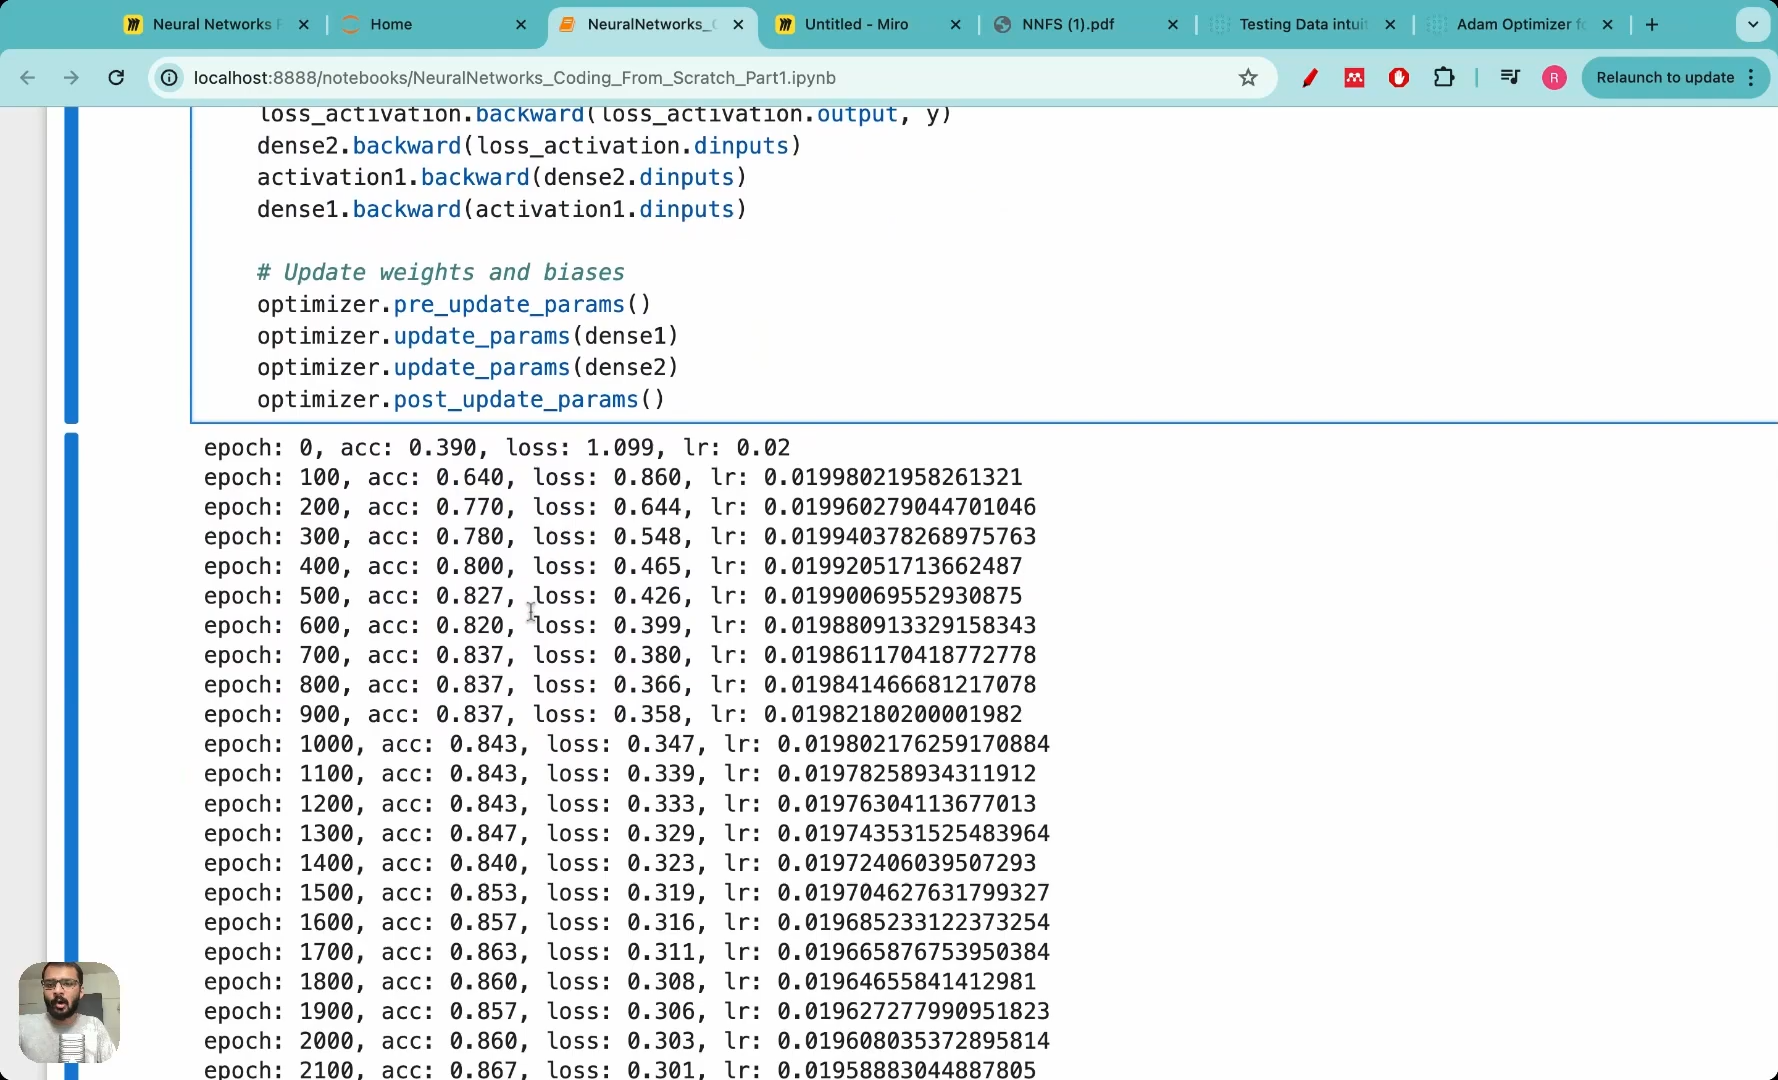 Neural Networks F
Home
NeuralNetworks_C
Untitled - Miro
NNFS (1).pdf
Testing Data intuit
Adam Optimizer fo
localhost:8888/notebooks/NeuralNetworks_Coding_From_Scratch_Part1.ipynb
R
Relaunch to update
loss_activation.backward(loss_activation.output, y)
dense2.backward(loss_activation.dinputs)
activation1.backward(dense2.dinputs)
dense1.backward(activation1.dinputs)
# Update weights and biases
optimizer.pre_update_params()
optimizer.update_params(dense1)
optimizer.update_params(dense2)
optimizer.post_update_params()
epoch: 0, acc: 0.390, loss: 1.099, lr: 0.02
epoch: 100, acc: 0.640, loss: 0.860, lr: 0.01998021958261321
epoch: 200, acc: 0.770, loss: 0.644, lr: 0.019960279044701046
epoch: 300, acc: 0.780, loss: 0.548, lr: 0.019940378268975763
epoch: 400, acc: 0.800, loss: 0.465, lr: 0.01992051713662487
epoch: 500, acc: 0.827, loss: 0.426, lr: 0.01990069552930875
epoch: 600, acc: 0.820, loss: 0.399, lr: 0.019880913329158343
epoch: 700, acc: 0.837, loss: 0.380, lr: 0.019861170418772778
epoch: 800, acc: 0.837, loss: 0.366, lr: 0.019841466681217078
epoch: 900, acc: 0.837, loss: 0.358, lr: 0.01982180200001982
epoch: 1000, acc: 0.843, loss: 0.347, lr: 0.019802176259170884
epoch: 1100, acc: 0.843, loss: 0.339, lr: 0.01978258934311912
epoch: 1200, acc: 0.843, loss: 0.333, lr: 0.01976304113677013
epoch: 1300, acc: 0.847, loss: 0.329, lr: 0.019743531525483964
epoch: 1400, acc: 0.840, loss: 0.323, lr: 0.01972406039507293
epoch: 1500, acc: 0.853, loss: 0.319, lr: 0.019704627631799327
epoch: 1600, acc: 0.857, loss: 0.316, lr: 0.019685233122373254
epoch: 1700, acc: 0.863, loss: 0.311, lr: 0.019665876753950384
epoch: 1800, acc: 0.860, loss: 0.308, lr: 0.01964655841412981
epoch: 1900, acc: 0.857, loss: 0.306, lr: 0.019627277990951823
epoch: 2000, acc: 0.860, loss: 0.303, lr: 0.019608035372895814
epoch: 2100, acc: 0.867, loss: 0.301, lr: 0.01958883044887805